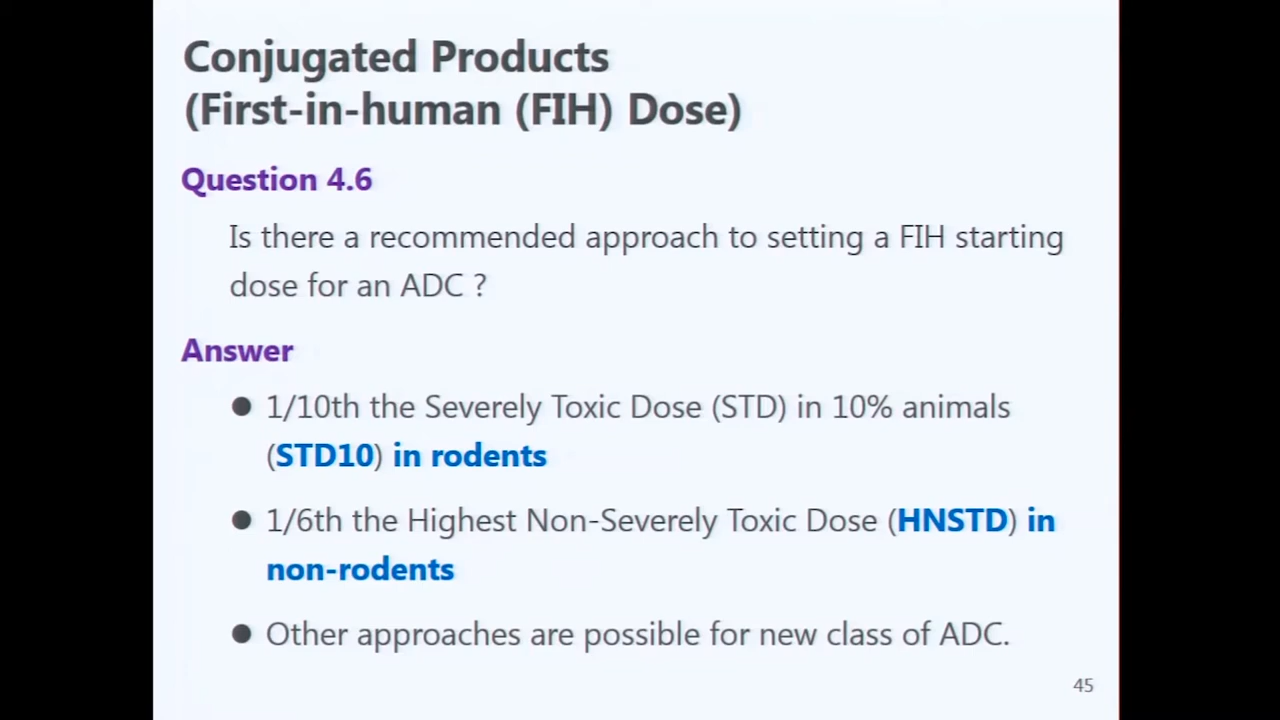 Conjugated Products
(First-in-human (FIH) Dose)
Question 4.6
Is there a recommended approach to setting a FIH starting
dose for an ADC ?
Answer
● 1/10th the Severely Toxic Dose (STD) in 10% animals
(STD10) in rodents
● 1/6th the Highest Non-Severely Toxic Dose (HNSTD) in
non-rodents
● Other approaches are possible for new class of ADC.
45